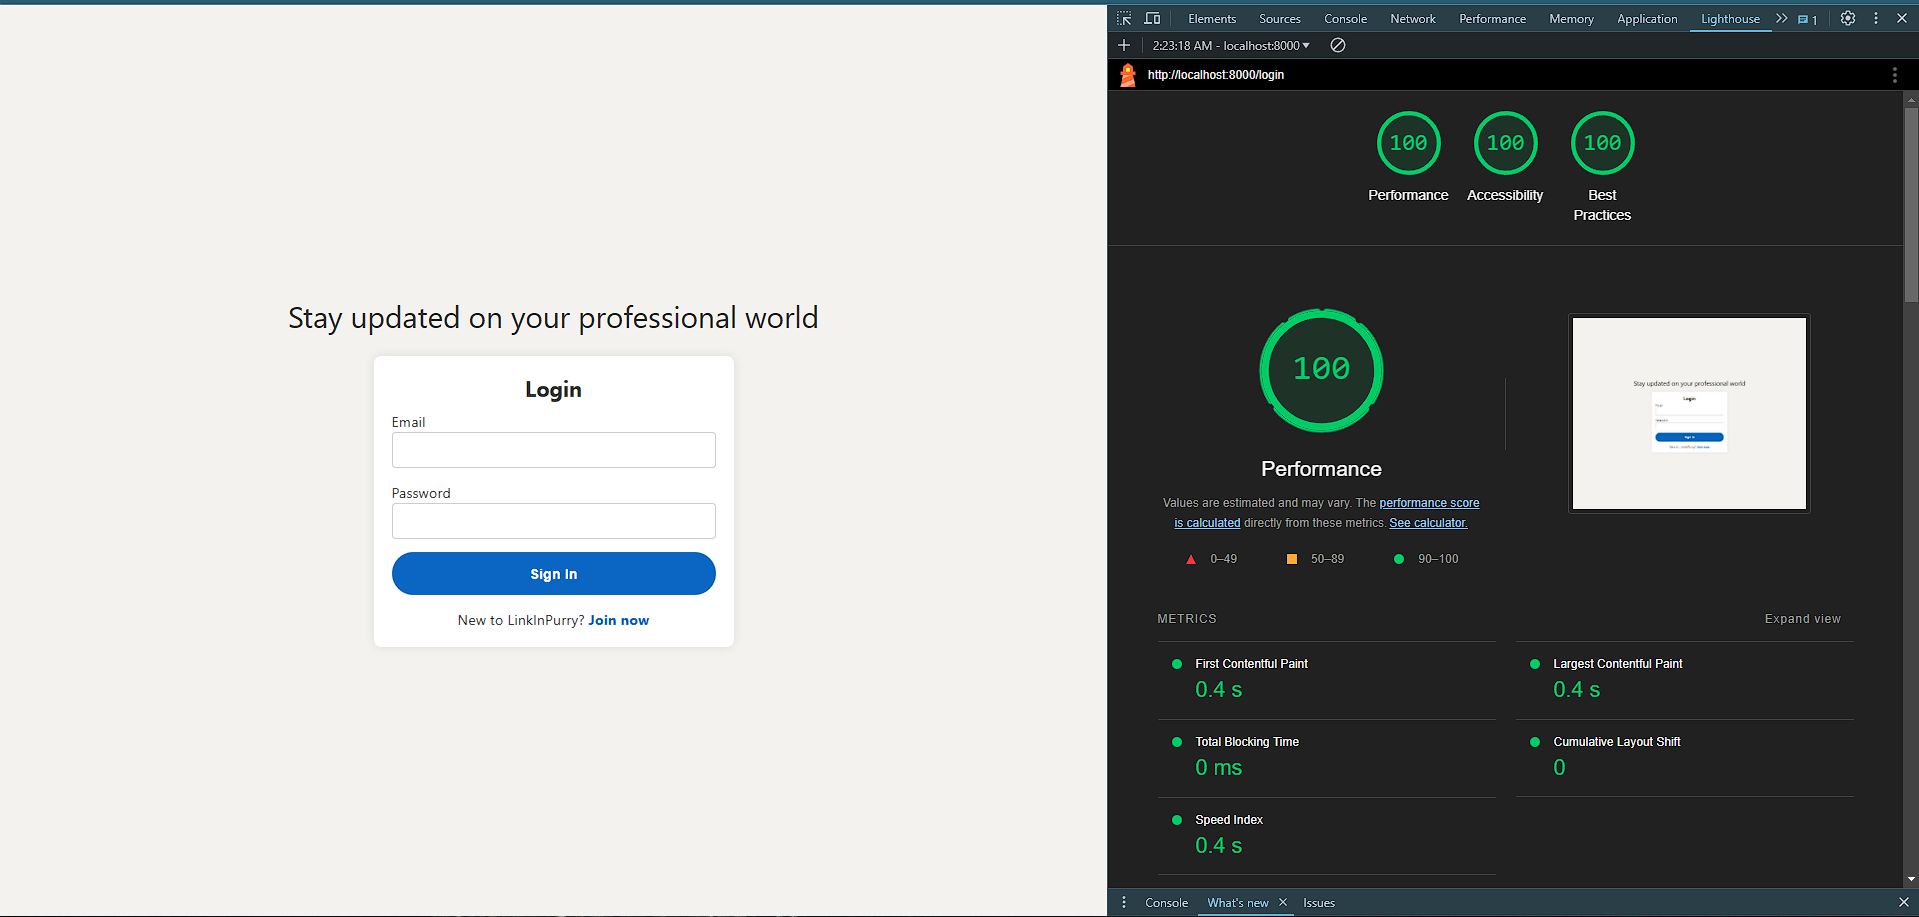 Stay updated on your professional world
Login
Email
Password
Sign In
New to LinkInPurry? Join now
Elements Sources Console Network Performance Memory Application Lighthouse 1
2:23:18 AM - localhost:8000
http://localhost:8000/login
100 100 100
Performance Accessibility Best
Practices
100
Performance
Values are estimated and may vary. The performance score
is calculated directly from these metrics. See calculator.
0–49 50–89 90–100
Stay updated on your professional world
Login
Sign In
METRICS Expand view
First Contentful Paint
0.4 s
Largest Contentful Paint
0.4 s
Total Blocking Time
0 ms
Cumulative Layout Shift
0
Speed Index
0.4 s
Console What's new Issues